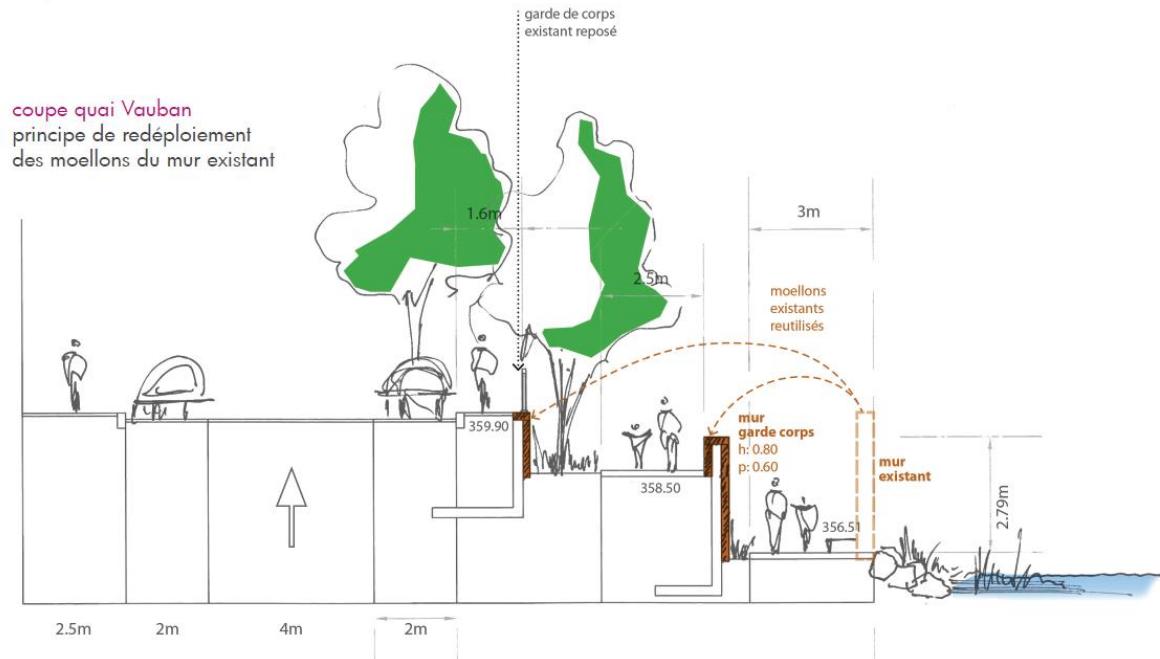 garde de corps
existant reposé
coupe quai Vauban
principe de redéploiement
des moellons du mur existant
1.6m
3m
2.5m
moellons
existants
reutilisés
359.90
mur
garde corps
h: 0.80
p: 0.60
mur
existant
358.50
356.51
2.79m
2.5m
2m
4m
2m